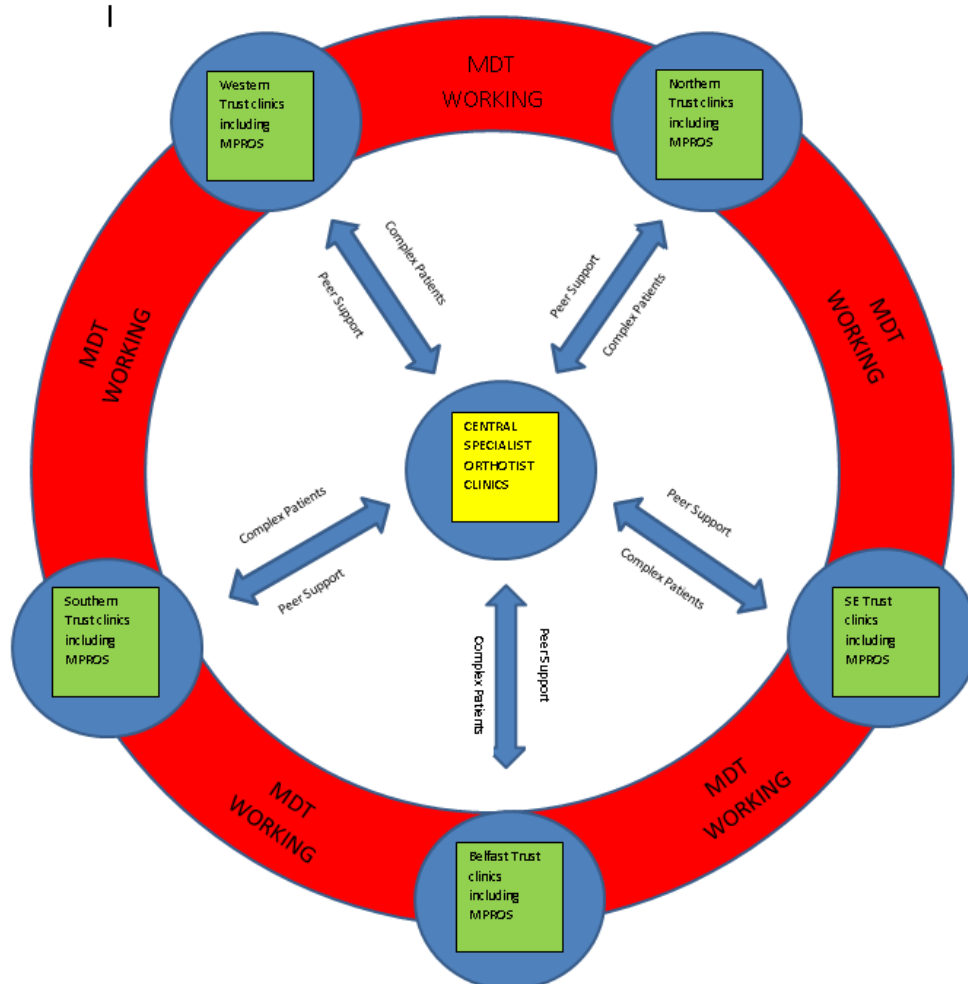 MDT
WORKING
Western
Trust clinics
including
MPROS
Northern
Trust clinics
including
MPROS
Complex Patients
Peer Support
Peer Support
Complex Patients
MDT
WORKING
MDT
WORKING
CENTRAL
SPECIALIST
ORTHOTIST
CLINICS
Complex Patients
Peer Support
Peer Support
Complex Patients
Southern
Trust clinics
including
MPROS
SE Trust
clinics
including
MPROS
Peer Support
Complex Patients
MDT
WORKING
MDT
WORKING
Belfast Trust
clinics
including
MPROS